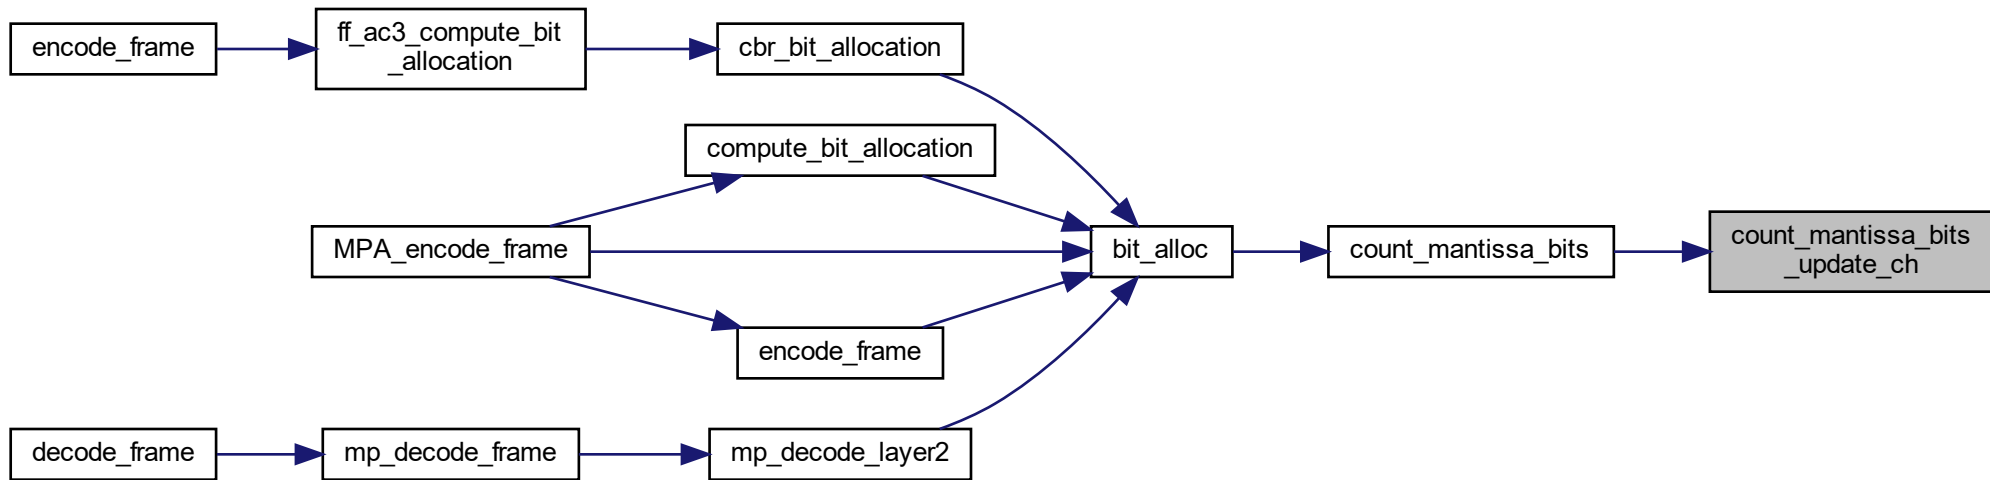 encode_frame
ff_ac3_compute_bit
_allocation
cbr_bit_allocation
compute_bit_allocation
MPA_encode_frame
bit_alloc
count_mantissa_bits
count_mantissa_bits
_update_ch
encode_frame
decode_frame
mp_decode_frame
mp_decode_layer2